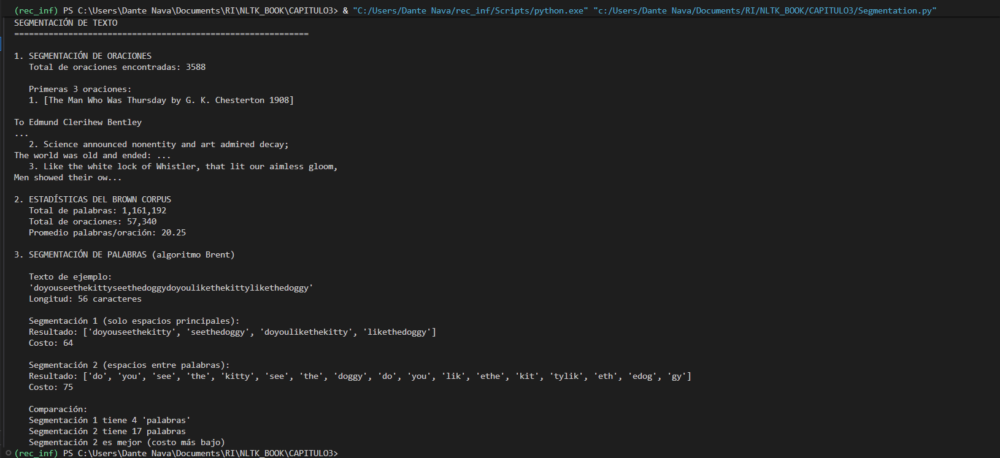 (rec_inf) PS C:\Users\Dante Nava\Documents\RI\NLTK_BOOK\CAPITULO3> & "C:/Users/Dante Nava/rec_inf/Scripts/python.exe" "c:/Users/Dante Nava/Documents/RI/NLTK_BOOK/CAPITULO3/Segmentation.py"
SEGMENTACIÓN DE TEXTO
============================================================
1. SEGMENTACIÓN DE ORACIONES
Total de oraciones encontradas: 3588
Primeras 3 oraciones:
1. [The Man Who Was Thursday by G. K. Chesterton 1908]
To Edmund Clerihew Bentley
...
2. Science announced nonentity and art admired decay;
The world was old and ended: ...
3. Like the white lock of Whistler, that lit our aimless gloom,
Men showed their ow...
2. ESTADÍSTICAS DEL BROWN CORPUS
Total de palabras: 1,161,192
Total de oraciones: 57,340
Promedio palabras/oración: 20.25
3. SEGMENTACIÓN DE PALABRAS (algoritmo Brent)
Texto de ejemplo:
'doyouseethekittyseethedoggydoyoulikethekittylikethedoggy'
Longitud: 56 caracteres
Segmentación 1 (solo espacios principales):
Resultado: ['doyouseethekitty', 'seethedoggy', 'doyoulikethekitty', 'likethedoggy']
Costo: 64
Segmentación 2 (espacios entre palabras):
Resultado: ['do', 'you', 'see', 'the', 'kitty', 'see', 'the', 'doggy', 'do', 'you', 'lik', 'ethe', 'kit', 'tylik', 'eth', 'edog', 'gy']
Costo: 75
Comparación:
Segmentación 1 tiene 4 'palabras'
Segmentación 2 tiene 17 palabras
Segmentación 2 es mejor (costo más bajo)
(rec_inf) PS C:\Users\Dante Nava\Documents\RI\NLTK_BOOK\CAPITULO3>